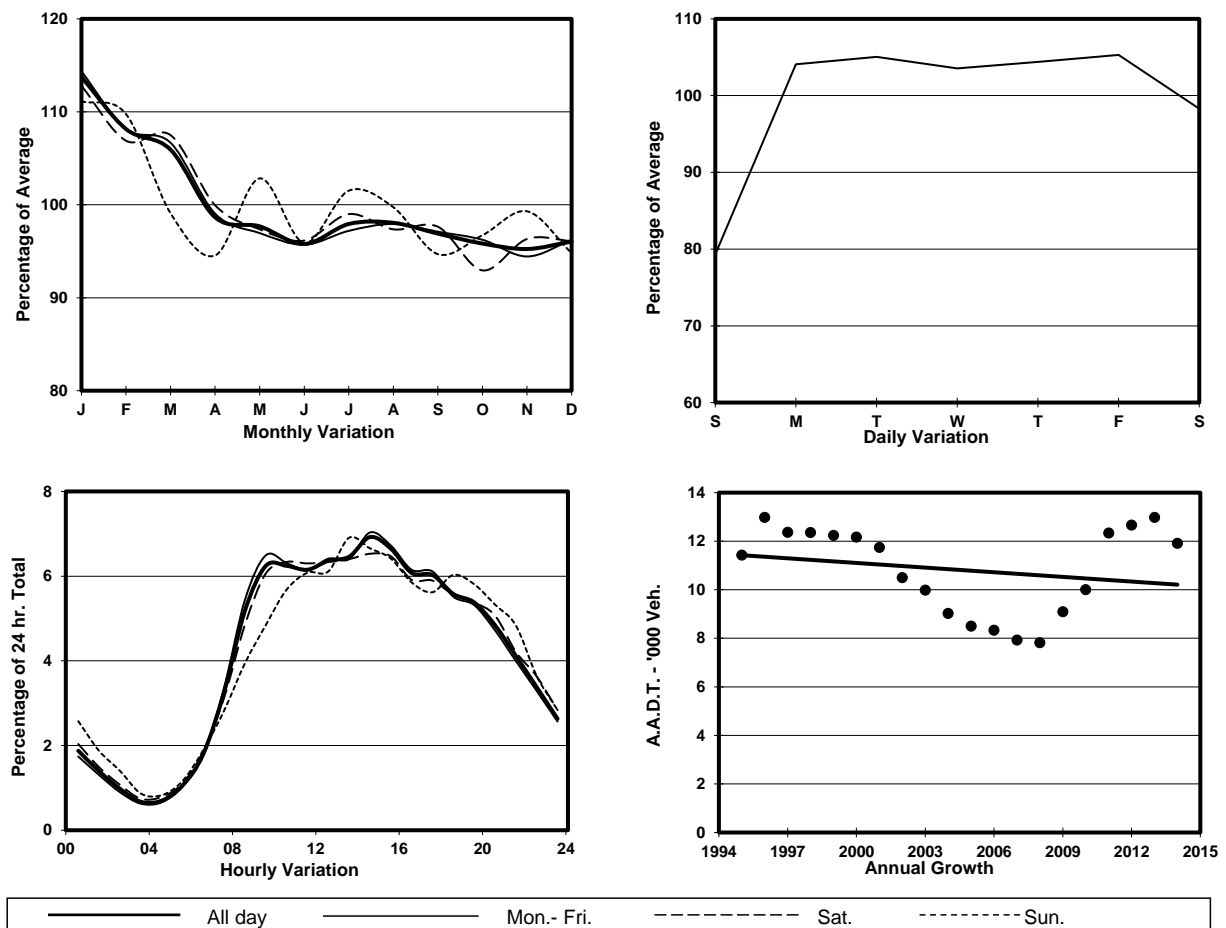 120
110
100
90
80
Percentage of Average
J F M A M J J A S O N D
Monthly Variation
110
100
90
80
70
60
Percentage of Average
S M T W T F S
Daily Variation
8
6
4
2
0
Percentage of 24 hr. Total
00 04 08 12 16 20 24
Hourly Variation
14
12
10
8
6
4
2
0
A.A.D.T. - '000 Veh.
1994 1997 2000 2003 2006 2009 2012 2015
Annual Growth
All day Mon.- Fri. Sat. Sun.